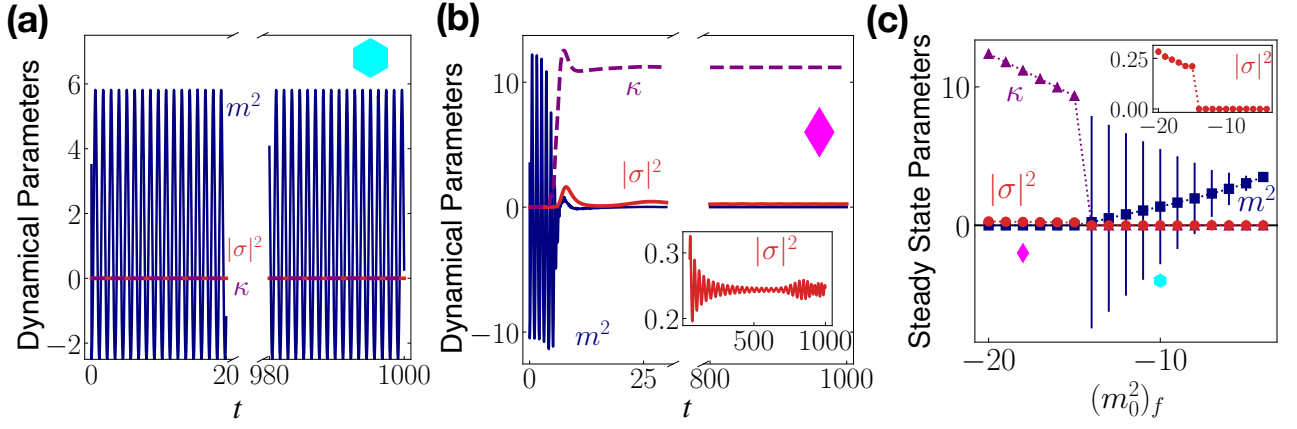 (a)
Dynamical Parameters
6
4
2
0
−2
m²
|σ|²
κ
0
20
980
1000
t
(b)
Dynamical Parameters
10
0
−10
κ
|σ|²
m²
|σ|²
0.3
0.2
500
1000
0
25
800
1000
t
(c)
Steady State Parameters
10
0
κ
|σ|²
m²
|σ|²
0.25
0.00
−20
−10
−20
−10
(m₀²)_f